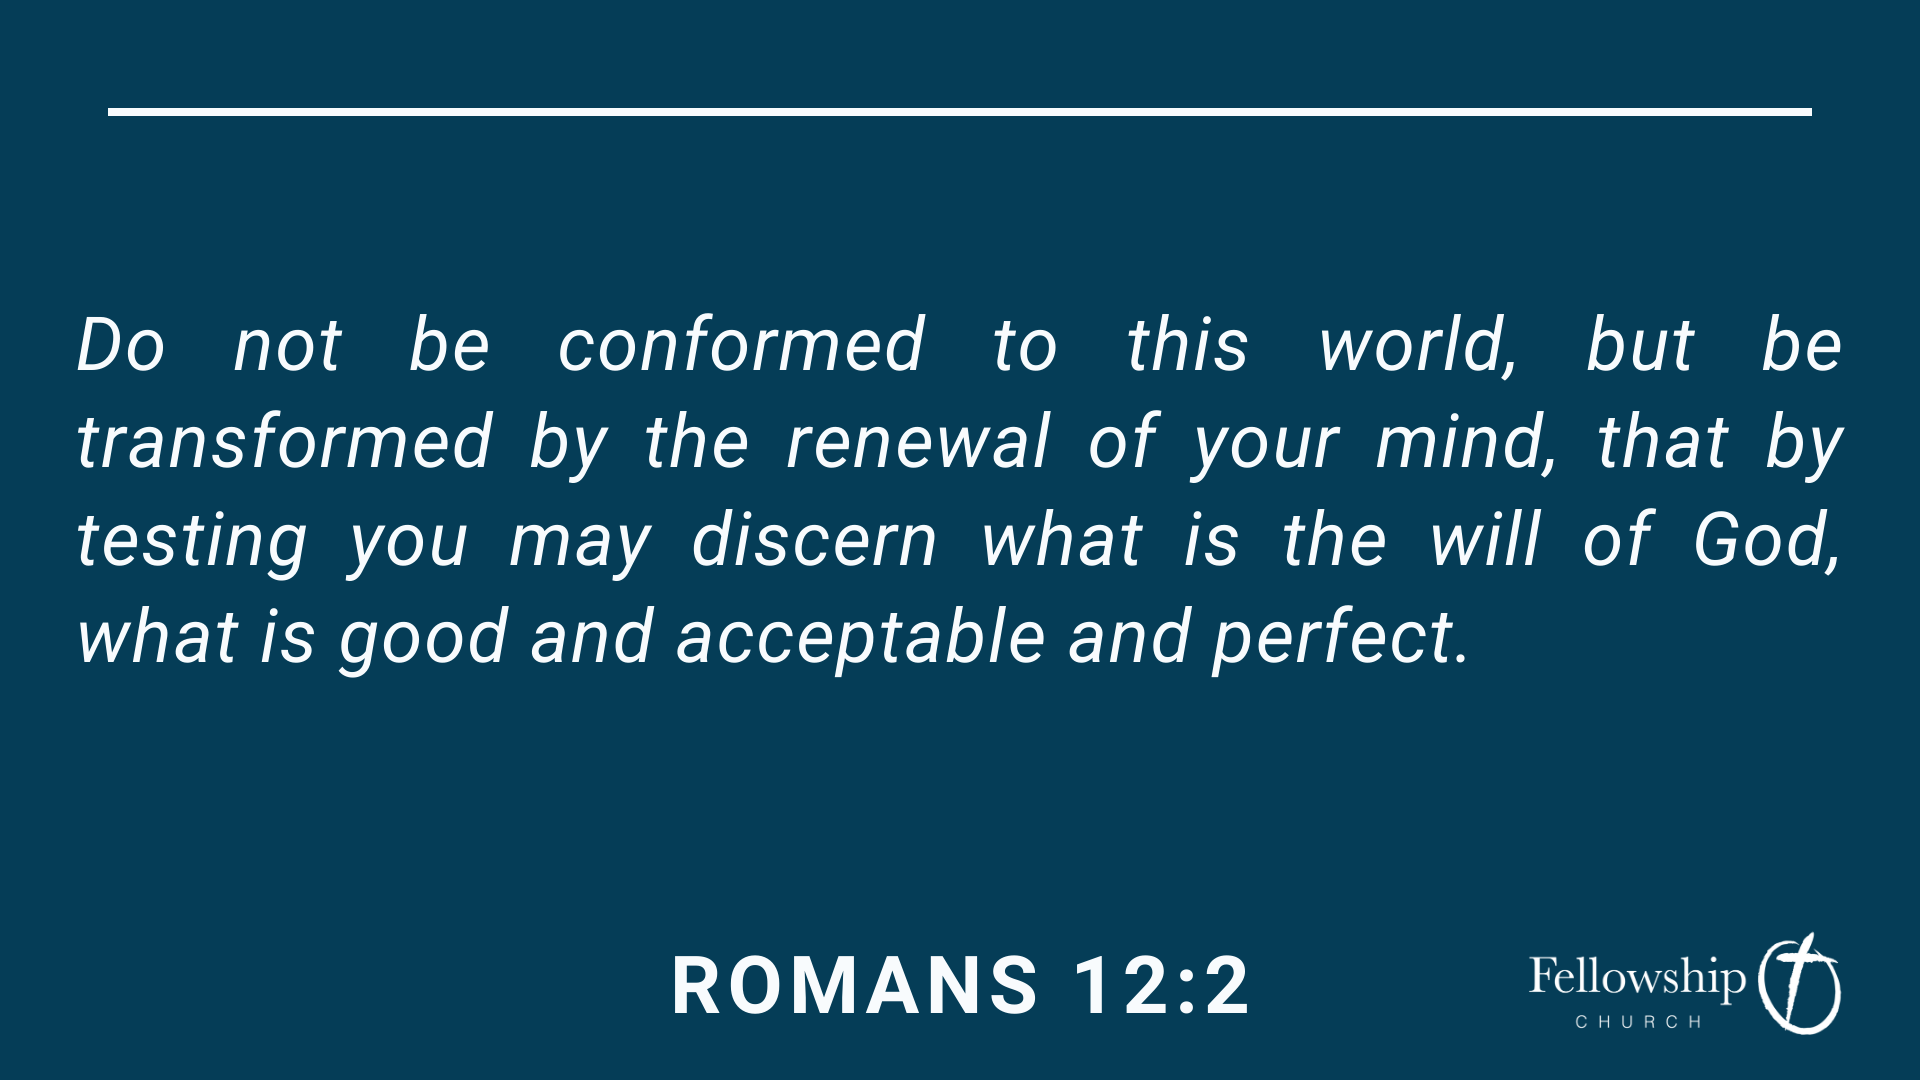 Do not be conformed to this world, but be
transformed by the renewal of your mind, that by
testing you may discern what is the will of God,
what is good and acceptable and perfect.
ROMANS 12:2
Fellowship
CHURCH